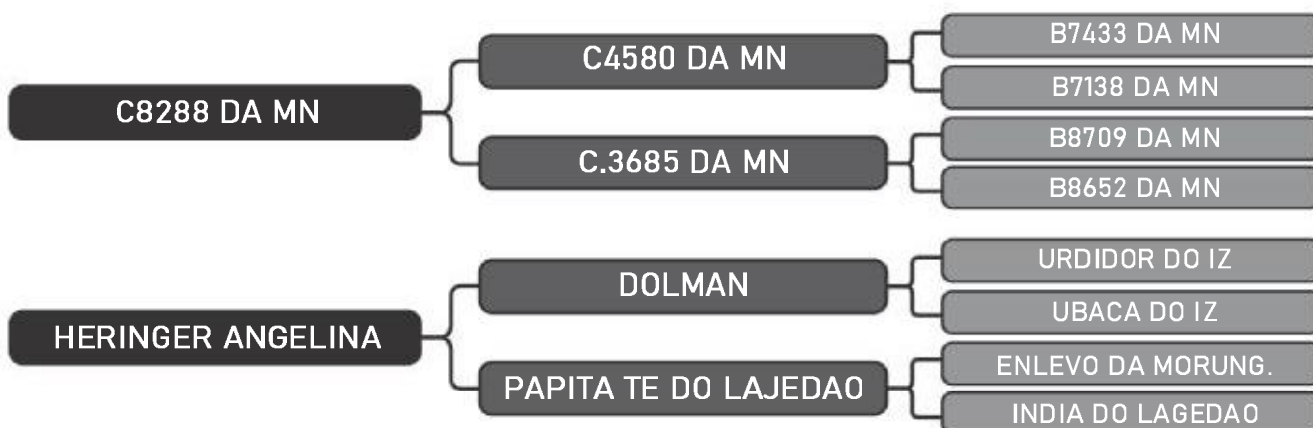 C8288 DA MN
C4580 DA MN
B7433 DA MN
B7138 DA MN
C.3685 DA MN
B8709 DA MN
B8652 DA MN
HERINGER ANGELINA
DOLMAN
URDIDOR DO IZ
UBACA DO IZ
PAPITA TE DO LAJEDAO
ENLEVO DA MORUNG.
INDIA DO LAGEDAO